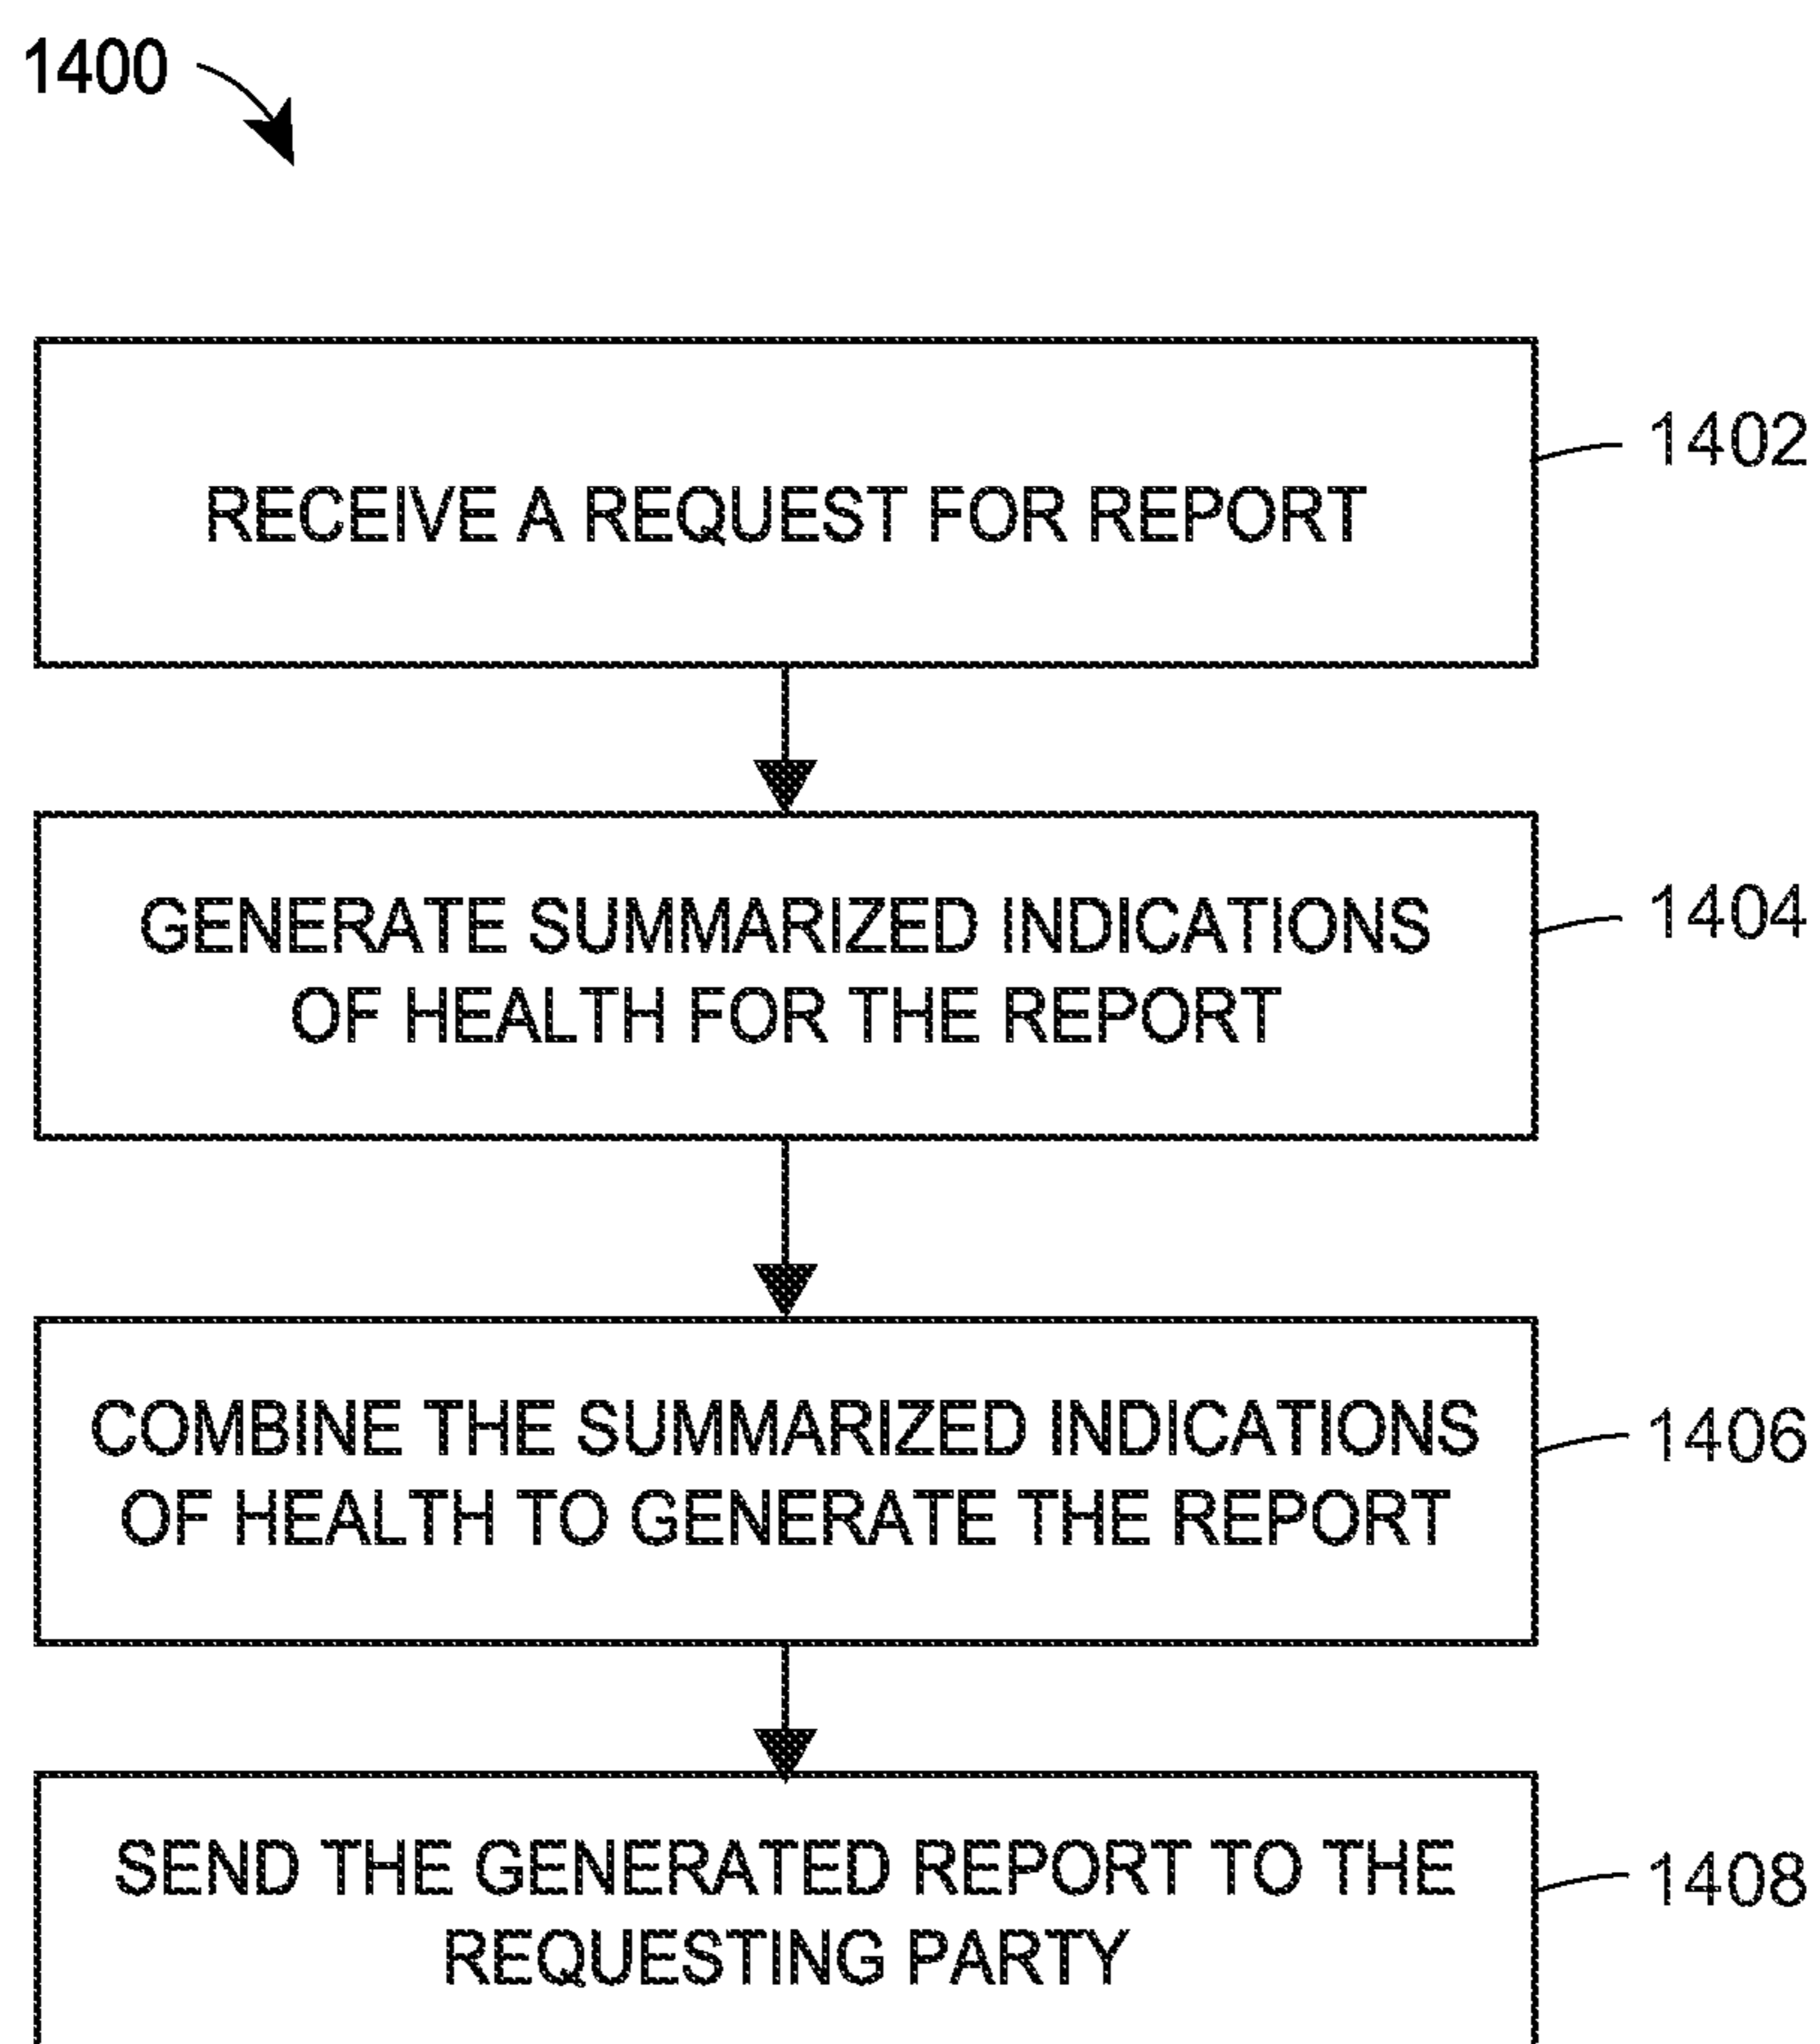 1400
RECEIVE A REQUEST FOR REPORT
1402
GENERATE SUMMARIZED INDICATIONS
OF HEALTH FOR THE REPORT
1404
COMBINE THE SUMMARIZED INDICATIONS
OF HEALTH TO GENERATE THE REPORT
1406
SEND THE GENERATED REPORT TO THE
REQUESTING PARTY
1408